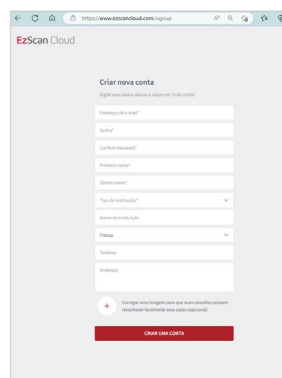 https://www.ezscancloud.com/signup
EzScan Cloud
Criar nova conta
Digite seus dados abaixo e clique em 'Criar conta'.
Endereço de e-mail*
Senha*
Confirm Password*
Primeiro nome*
Último nome*
Tipo de instituição*
Nome da instituição
França
Telefone
Endereço
+
Carregar uma imagem para que suas conexões possam
reconhecer facilmente seus casos (opcional)
CRIAR UMA CONTA